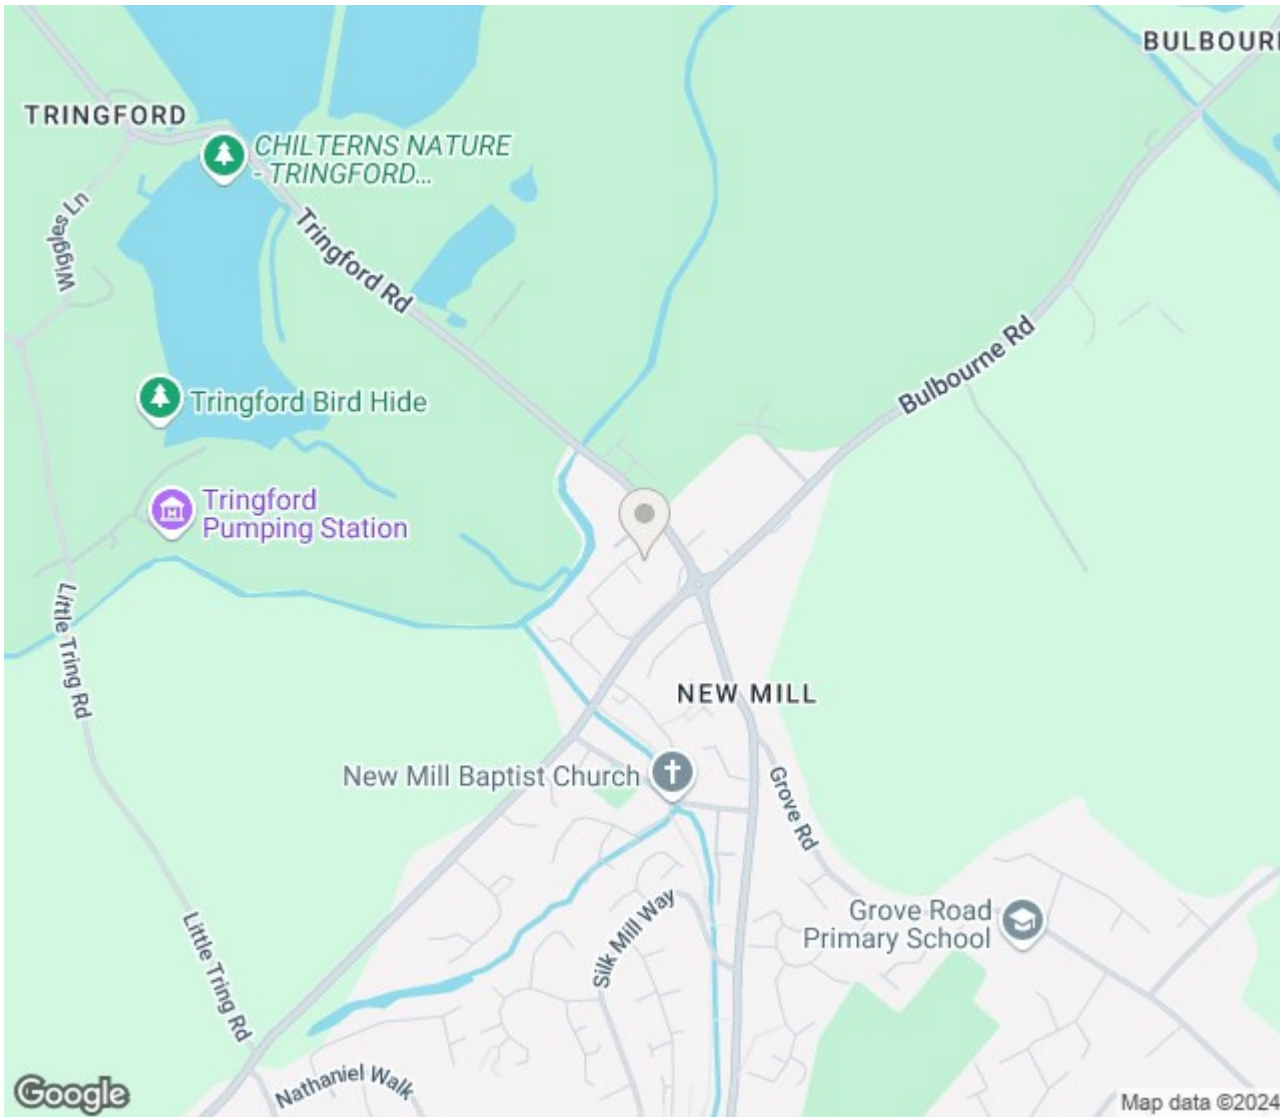 BULBOUR
TRINGFORD
CHILTERNS NATURE
- TRINGFORD...
Wiggles Ln
Tringford Rd
Bulbourne Rd
Tringford Bird Hide
Tringford
Pumping Station
Little Tring Rd
NEW MILL
New Mill Baptist Church
Grove Rd
Silk Mill Way
Grove Road
Primary School
Little Tring Rd
Nathaniel Walk
Google
Map data ©2024